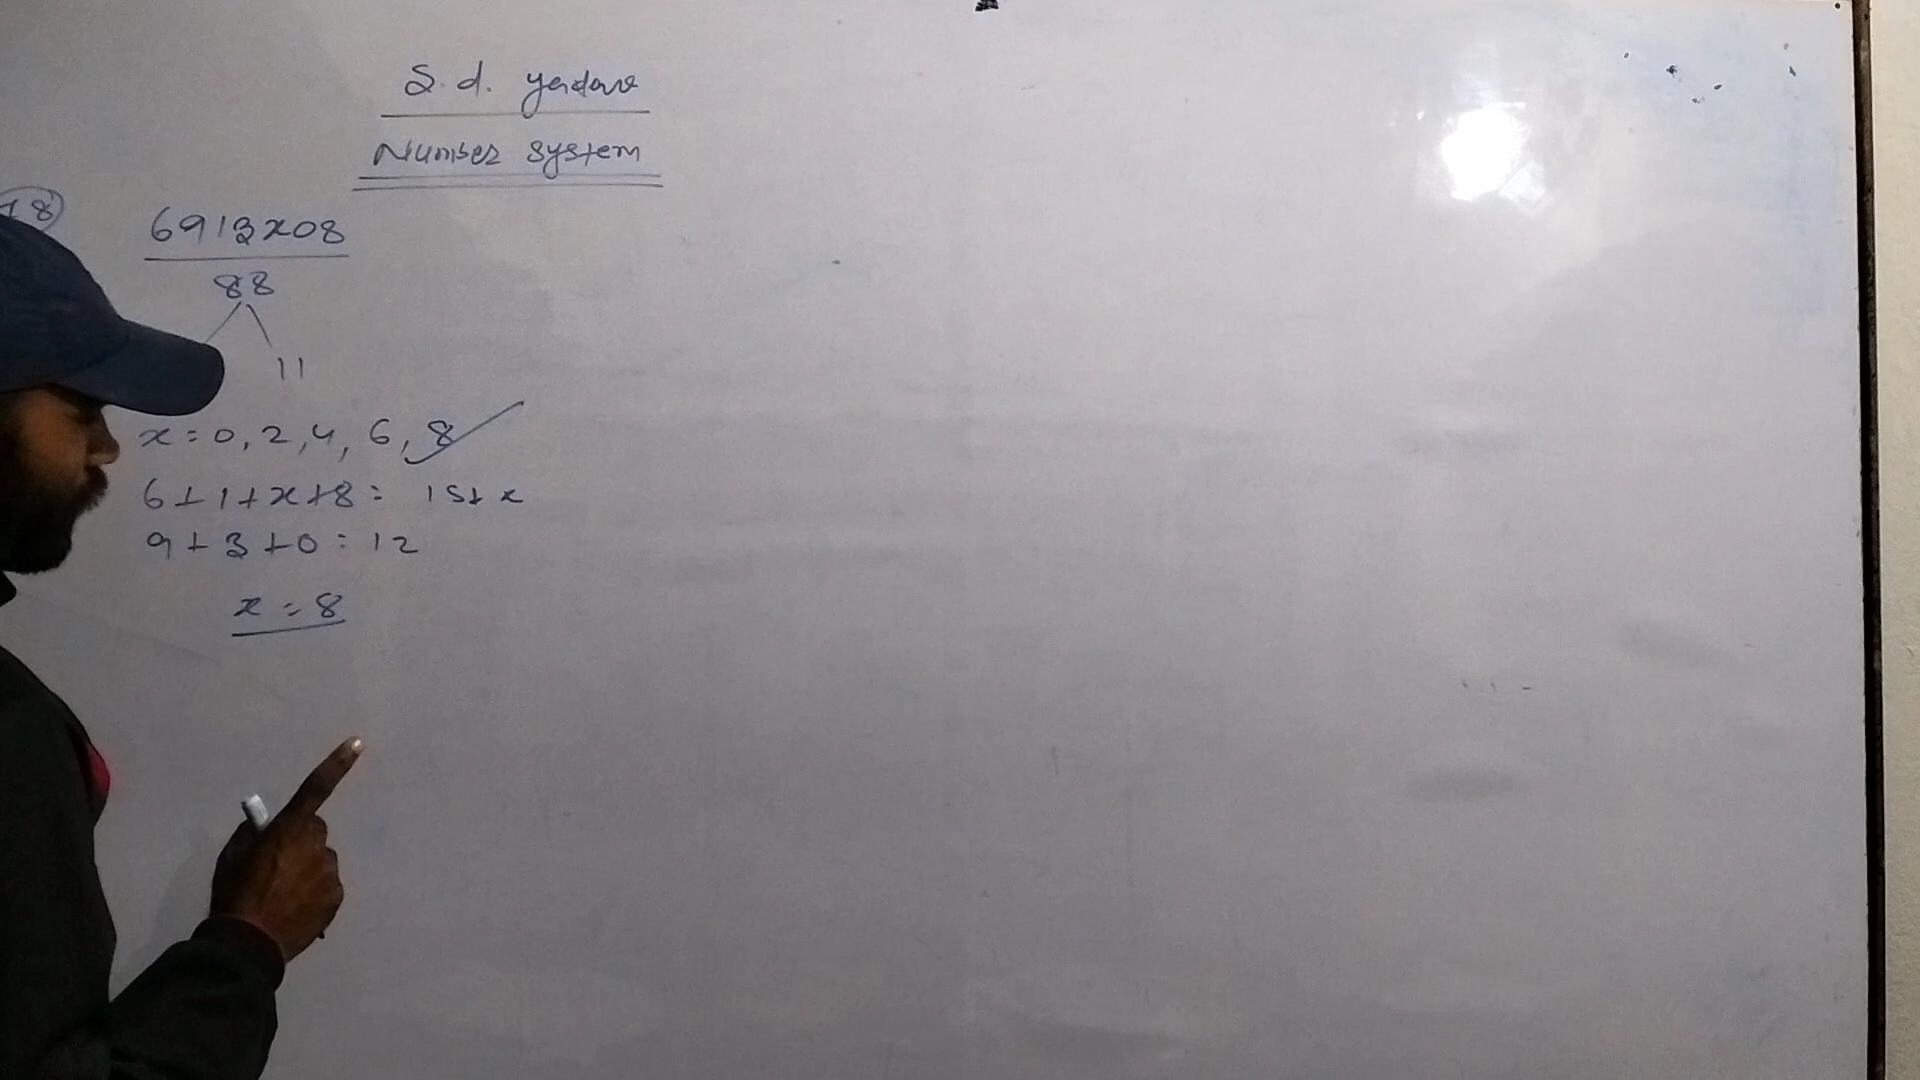 S.d. yadav
Number system
18
6913x08
88
11
x=0,2,4,6,8
6+1+x+8= 15+x
9+3+0=12
x=8